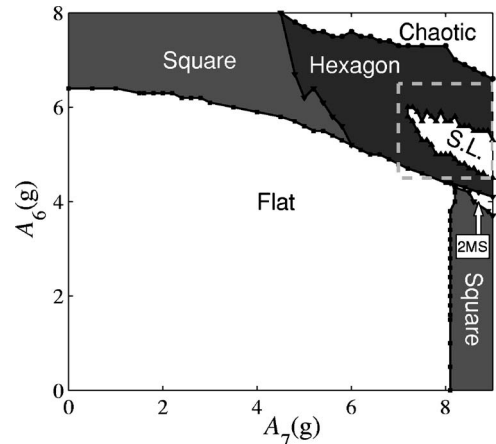 8
6
4
2
0
A6(g)
Chaotic
Square
Hexagon
S.L.
Flat
2MS
Square
0 2 4 6 8
A7(g)